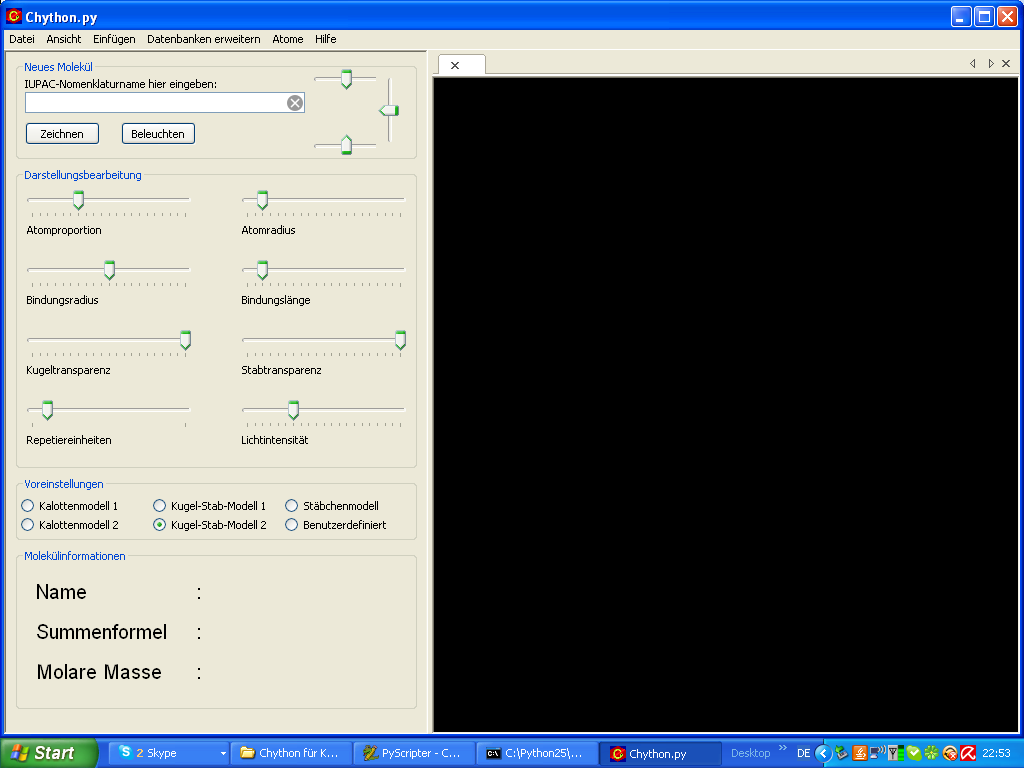 Chython.py
Datei Ansicht Einfügen Datenbanken erweitern Atome Hilfe
Neues Molekül
IUPAC-Nomenklaturname hier eingeben:
Zeichnen Beleuchten
Darstellungsbearbeitung
Atomproportion Atomradius
Bindungsradius Bindungslänge
Kugeltransparenz Stabtransparenz
Repetiereinheiten Lichtintensität
Voreinstellungen
Kalottenmodell 1 Kugel-Stab-Modell 1 Stäbchenmodell
Kalottenmodell 2 Kugel-Stab-Modell 2 Benutzerdefiniert
Molekülinformationen
Name :
Summenformel :
Molare Masse :
Start 2 Skype Chython für K... PyScripter - C... C:\Python25\... Chython.py Desktop » DE 22:53